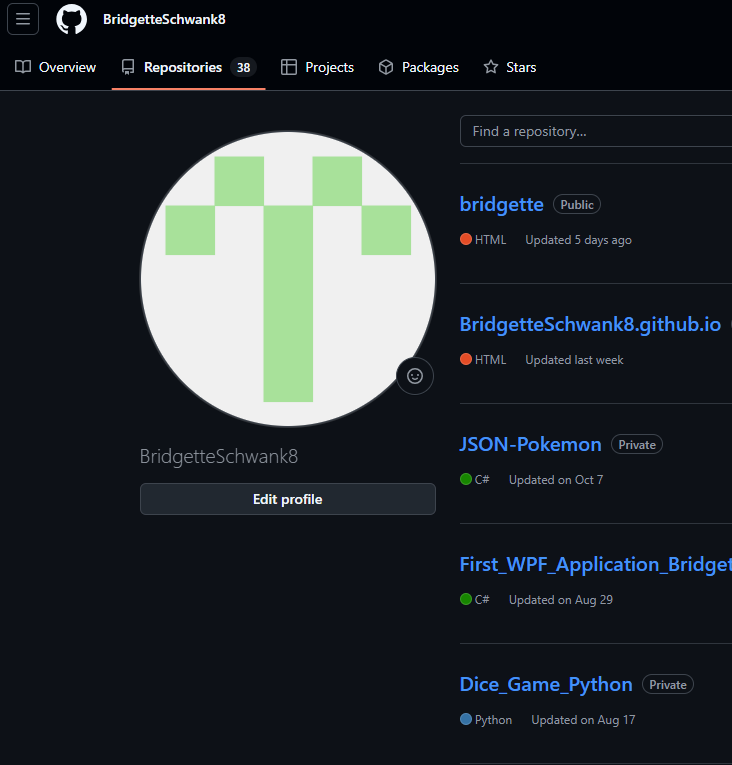 BridgetteSchwank8
Overview Repositories 38 Projects Packages Stars
Find a repository...
bridgette Public
HTML Updated 5 days ago
BridgetteSchwank8.github.io
HTML Updated last week
JSON-Pokemon Private
C# Updated on Oct 7
BridgetteSchwank8
Edit profile
First_WPF_Application_Bridget
C# Updated on Aug 29
Dice_Game_Python Private
Python Updated on Aug 17